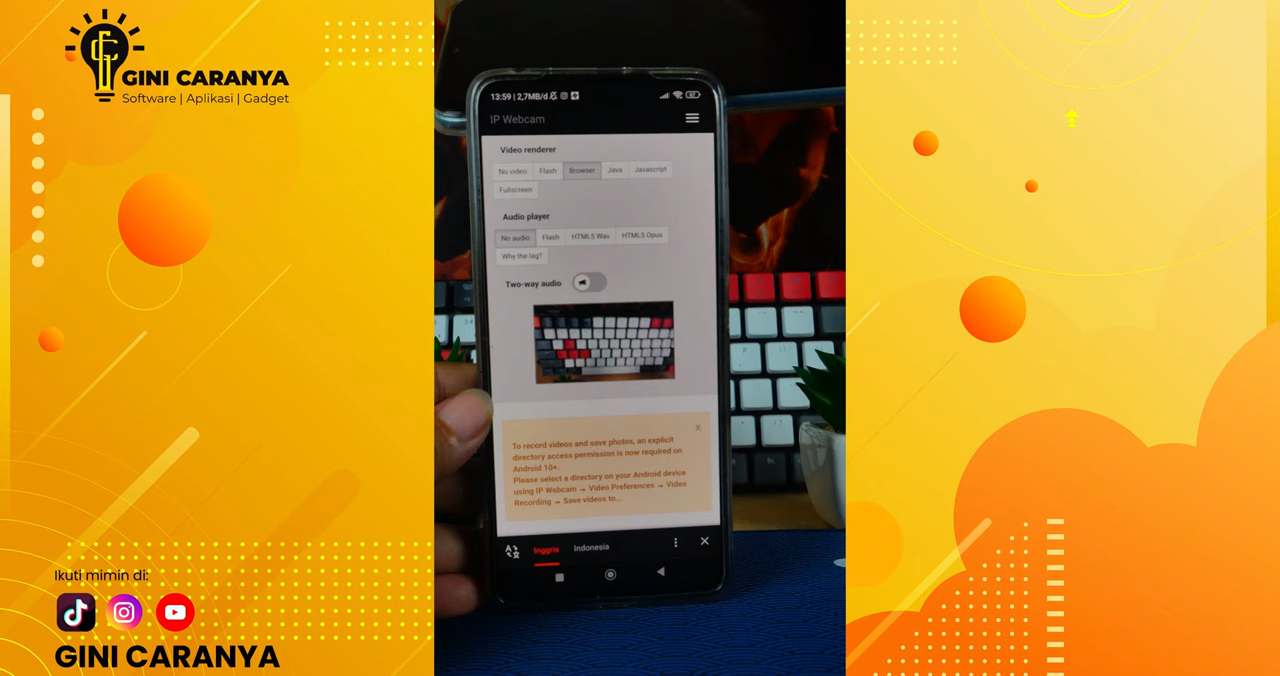 GINI CARANYA
Software | Aplikasi | Gadget
13:59 | 2,7MB/d
IP Webcam
Video renderer
No video
Flash
Browser
Java
Javascript
Fullscreen
Audio player
No audio
Flash
HTML5 Wav
HTML5 Opus
Why the lag?
Two-way audio
x
To record videos and save photos, an explicit
directory access permission is now required on
Android 10+.
Please select a directory on your Android device
using IP Webcam → Video Preferences → Video
Recording → Save videos to...
Inggris
Indonesia
fn
Ikuti mimin di:
GINI CARANYA